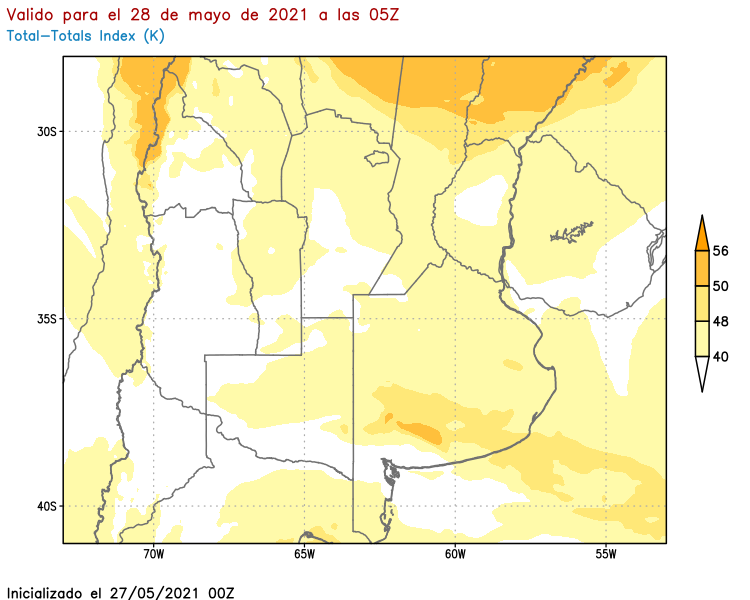 Valido para el 28 de mayo de 2021 a las 05Z
Total-Totals Index (K)
30S
35S
40S
70W 65W 60W 55W
56
50
48
40
Inicializado el 27/05/2021 00Z